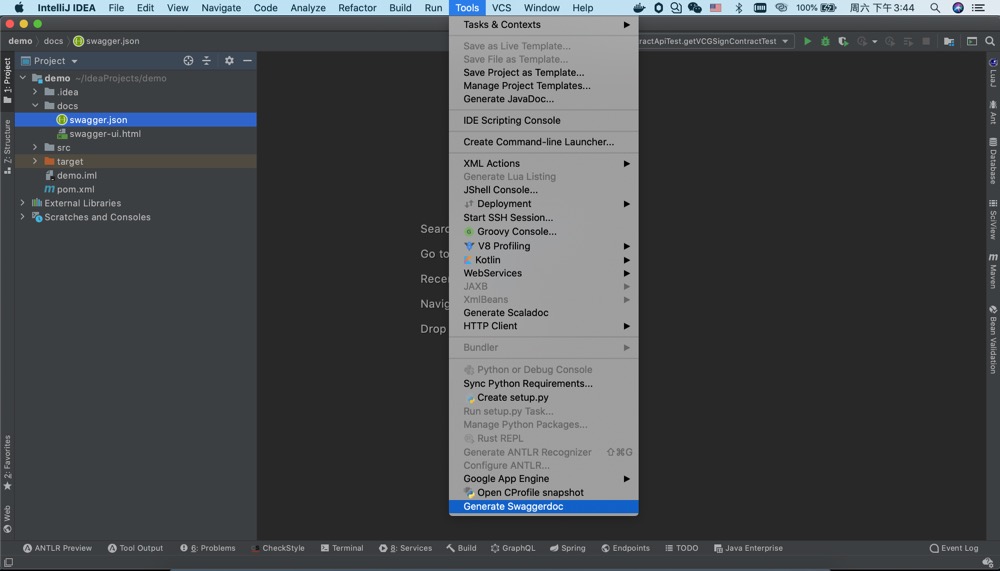 IntelliJ IDEA File Edit View Navigate Code Analyze Refactor Build Run Tools VCS Window Help 100% 周六 下午 3:44
demo docs swagger.json ractApiTest.getVCGSignContractTest
Project
demo ~/IdeaProjects/demo
.idea
docs
swagger.json
swagger-ui.html
src
target
demo.iml
pom.xml
External Libraries
Scratches and Consoles
1: Project
7: Structure
2: Favorites
Web
Searc
Go to
Rece
Navig
Drop
Tasks & Contexts
Save as Live Template...
Save File as Template...
Save Project as Template...
Manage Project Templates...
Generate JavaDoc...
IDE Scripting Console
Create Command-line Launcher...
XML Actions
Generate Lua Listing
JShell Console...
Deployment
Start SSH Session...
Groovy Console...
V8 Profiling
Kotlin
WebServices
JAXB
XmlBeans
Generate Scaladoc
HTTP Client
Bundler
Python or Debug Console
Sync Python Requirements...
Create setup.py
Run setup.py Task...
Manage Python Packages...
Rust REPL
Generate ANTLR Recognizer ⇧⌘G
Configure ANTLR...
Google App Engine
Open CProfile snapshot
Generate Swaggerdoc
LuaJ
Ant
Database
SciView
Maven
Bean Validation
ANTLR Preview Tool Output 6: Problems CheckStyle Terminal 8: Services Build GraphQL Spring Endpoints TODO Java Enterprise Event Log